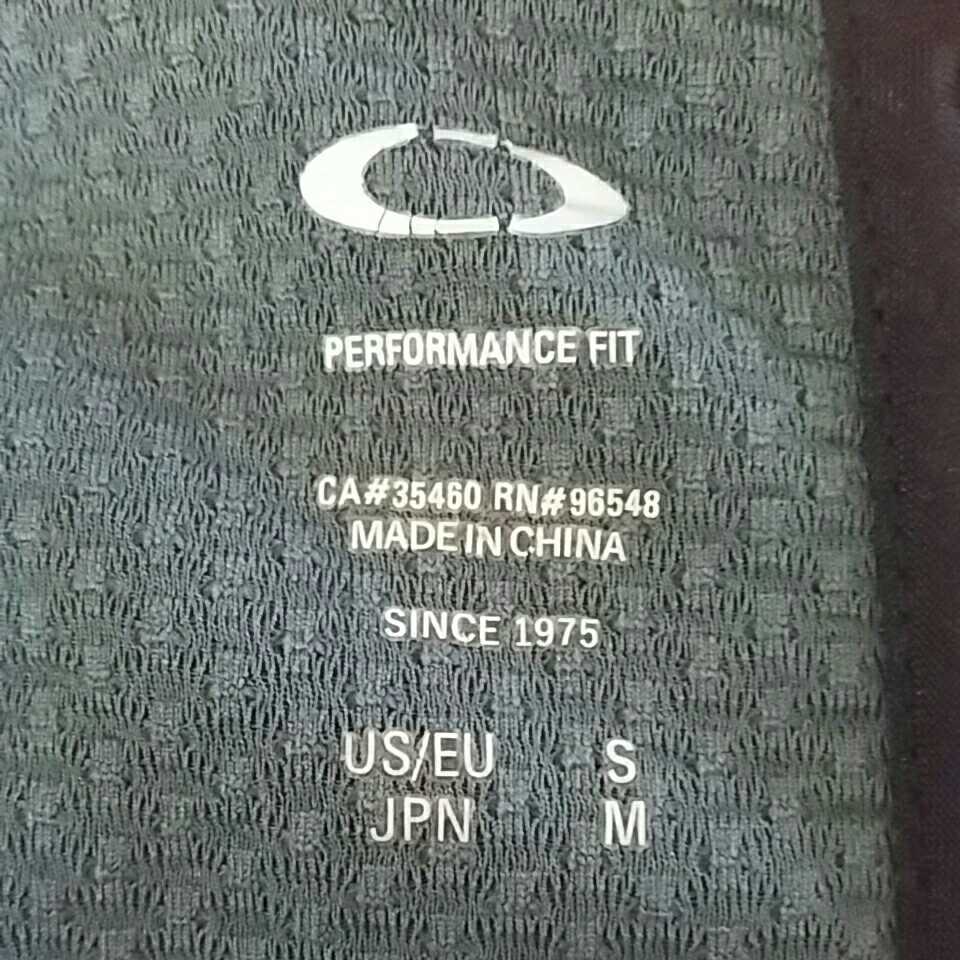 PERFORMANCE FIT
CA#35460 RN#96548
MADE IN CHINA
SINCE 1975
US/EU S
JPN M